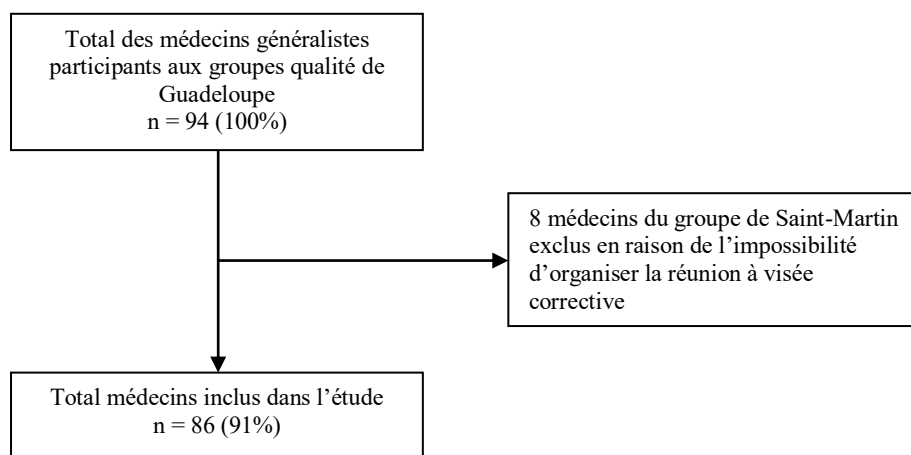 Total des médecins généralistes
participants aux groupes qualité de
Guadeloupe
n = 94 (100%)
8 médecins du groupe de Saint-Martin
exclus en raison de l’impossibilité
d’organiser la réunion à visée
corrective
Total médecins inclus dans l’étude
n = 86 (91%)